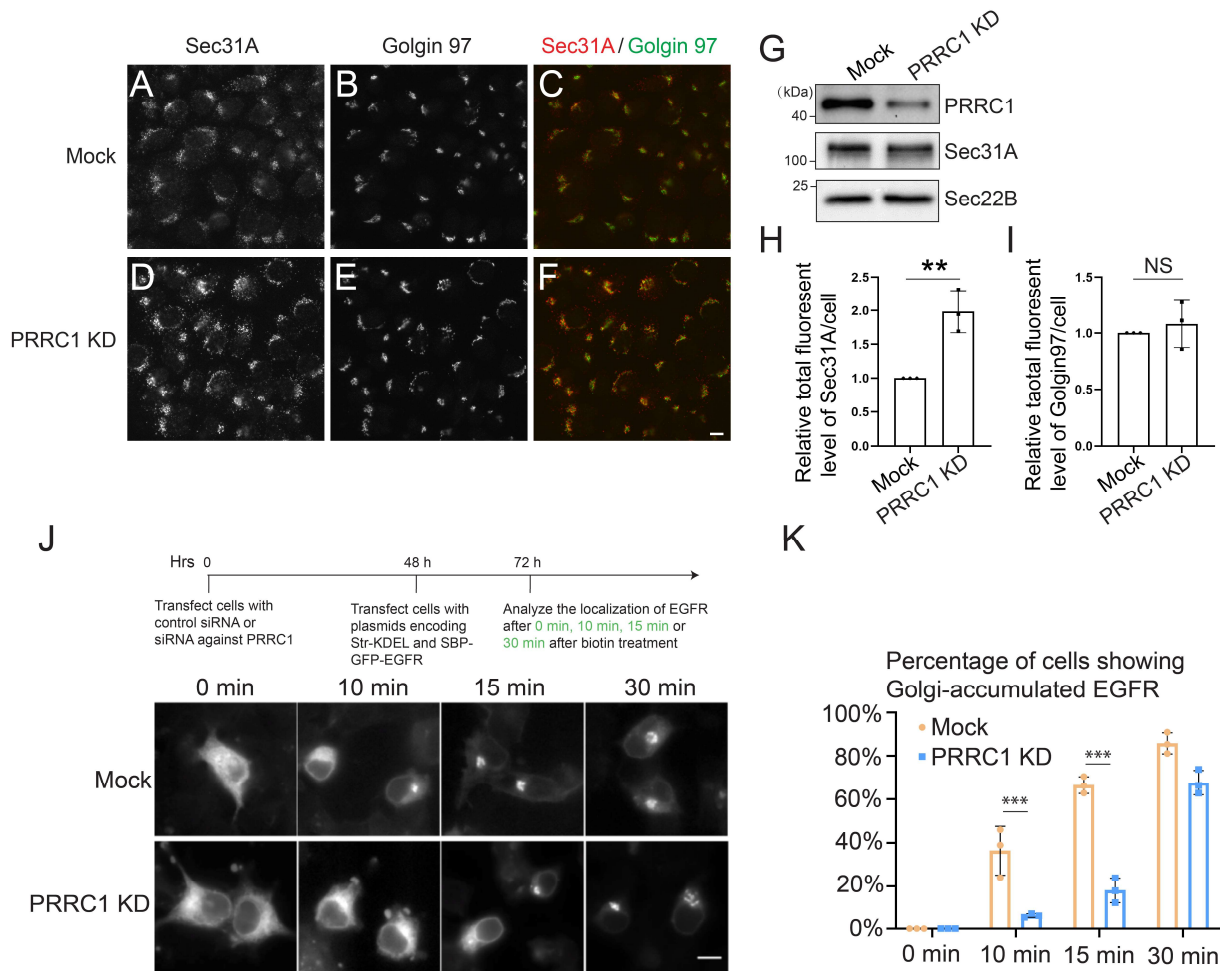 Sec31A
Golgin 97
Sec31A/Golgin 97
A
B
C
Mock
D
E
F
PRRC1 KD
G
Mock
PRRC1 KD
(kDa)
40
PRRC1
100
Sec31A
25
Sec22B
H
Relative total fluoresent
level of Sec31A/cell
2.5
2.0
1.5
1.0
0.5
0.0
**
Mock
PRRC1 KD
I
Relative taotal fluoresent
level of Golgin97/cell
1.5
1.0
0.5
0.0
NS
Mock
PRRC1 KD
J
Hrs 0
48 h
72 h
Transfect cells with
control siRNA or
siRNA against PRRC1
Transfect cells with
plasmids encoding
Str-KDEL and SBP-
GFP-EGFR
Analyze the localization of EGFR
after 0 min, 10 min, 15 min or
30 min after biotin treatment
0 min
10 min
15 min
30 min
Mock
PRRC1 KD
K
Percentage of cells showing
Golgi-accumulated EGFR
100%
80%
60%
40%
20%
0%
Mock
PRRC1 KD
***
***
0 min
10 min
15 min
30 min